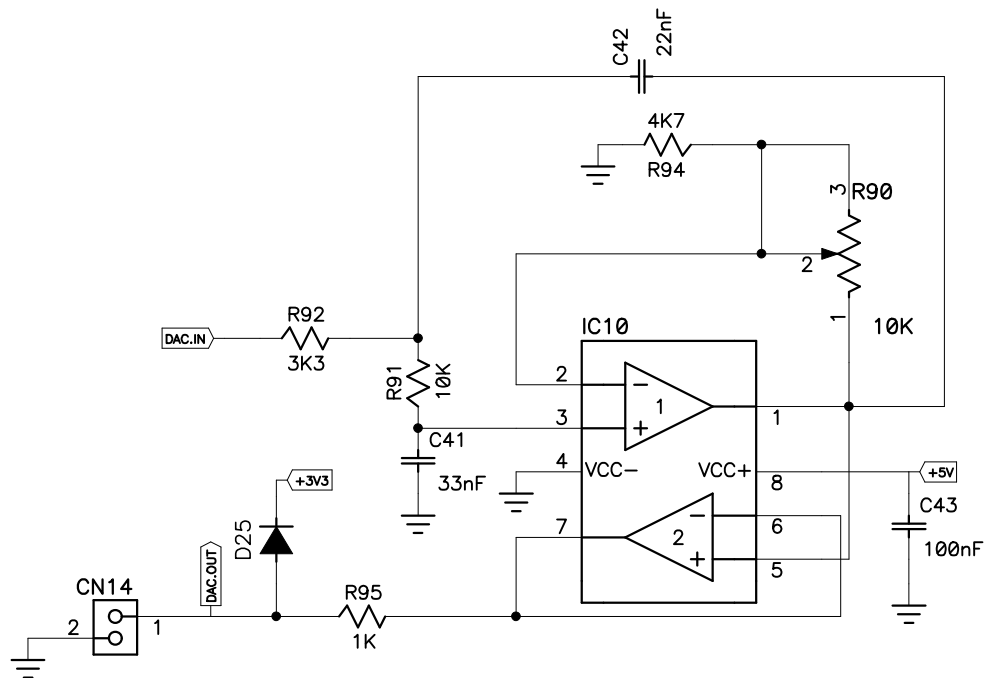 C42
22nF
4K7
R94
3
R90
2
1
10K
DAC.IN
R92
3K3
R91
10K
IC10
2
3
4
7
1
1
VCC-
VCC+
8
2
6
5
C41
33nF
+5V
C43
100nF
+3V3
D25
DAC.OUT
R95
1K
CN14
2
1